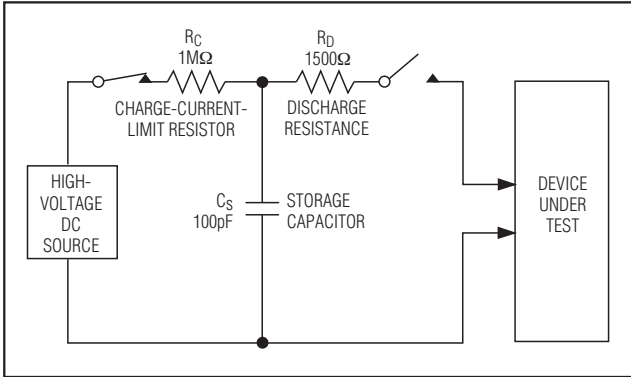 R_C
1MΩ
CHARGE-CURRENT-
LIMIT RESISTOR
R_D
1500Ω
DISCHARGE
RESISTANCE
HIGH-
VOLTAGE
DC
SOURCE
C_S
100pF
STORAGE
CAPACITOR
DEVICE
UNDER
TEST